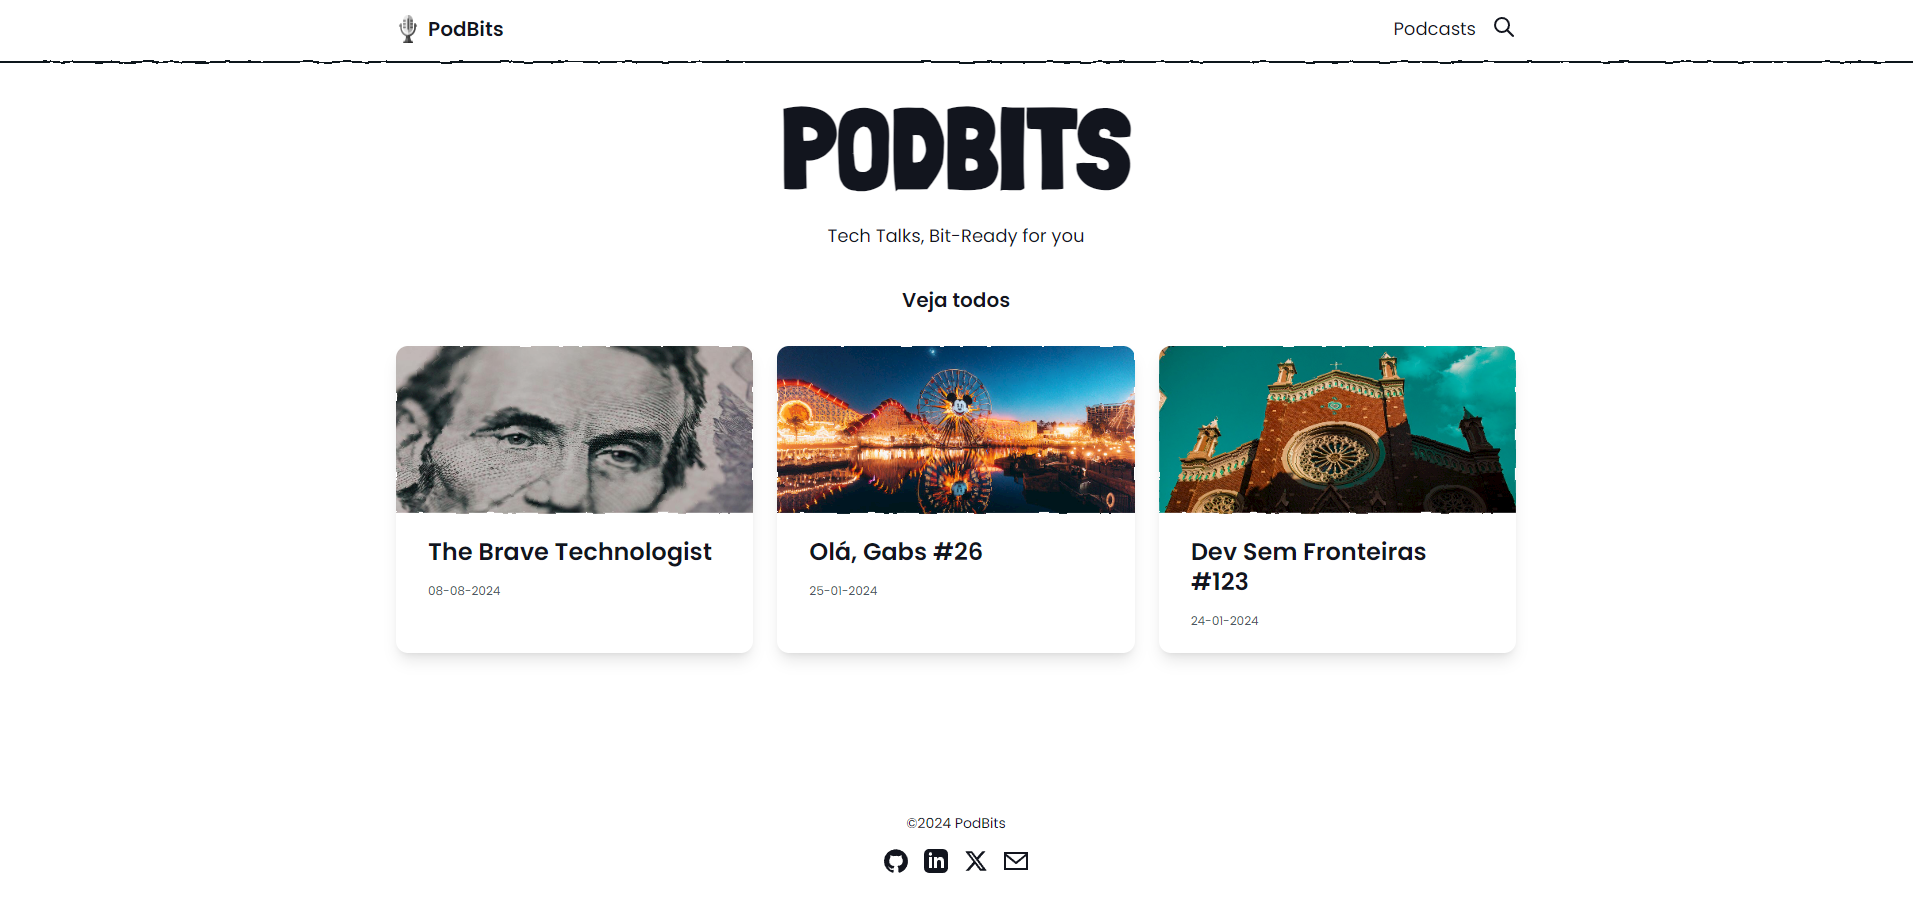 PodBits
Podcasts
PODBITS
Tech Talks, Bit-Ready for you
Veja todos
The Brave Technologist
08-08-2024
Olá, Gabs #26
25-01-2024
Dev Sem Fronteiras
#123
24-01-2024
©2024 PodBits